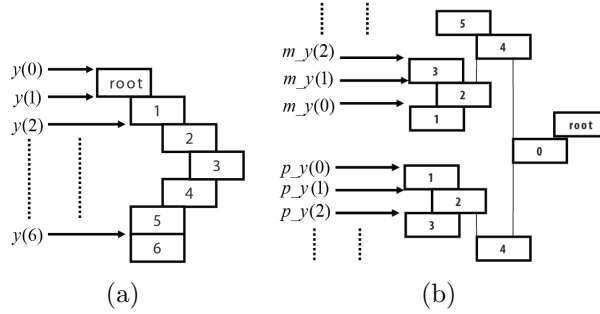 y(0)
root
y(1)
1
y(2)
2
3
4
5
y(6)
6
(a)
5
4
m_y(2)
3
m_y(1)
2
m_y(0)
1
root
0
p_y(0)
1
p_y(1)
2
p_y(2)
3
4
(b)